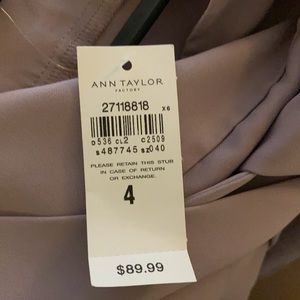 ANN TAYLOR
FACTORY
27118818 X6
D536 CL2 C2509
S487745 SZ040
PLEASE RETAIN THIS STUB
IN CASE OF RETURN
OR EXCHANGE.
4
$89.99